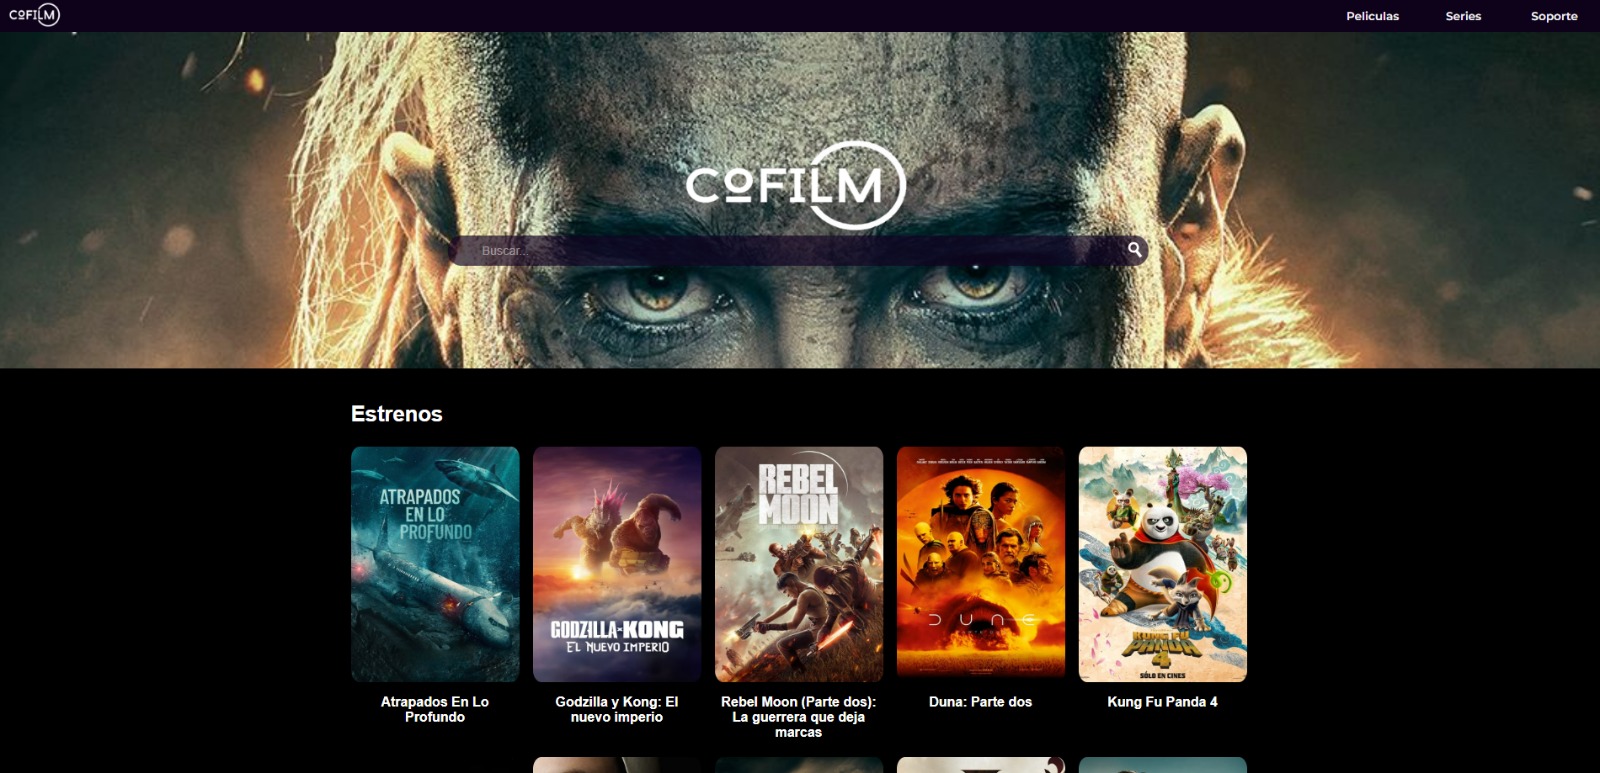 COFILM
Peliculas Series Soporte
COFILM
Buscar...
Estrenos
ATRAPADOS
EN LO
PROFUNDO
GODZILLA x KONG
EL NUEVO IMPERIO
REBEL
MOON
DUNE
KUNG FU
PANDA
4
SÓLO EN CINES
Atrapados En Lo
Profundo
Godzilla y Kong: El
nuevo imperio
Rebel Moon (Parte dos):
La guerrera que deja
marcas
Duna: Parte dos
Kung Fu Panda 4